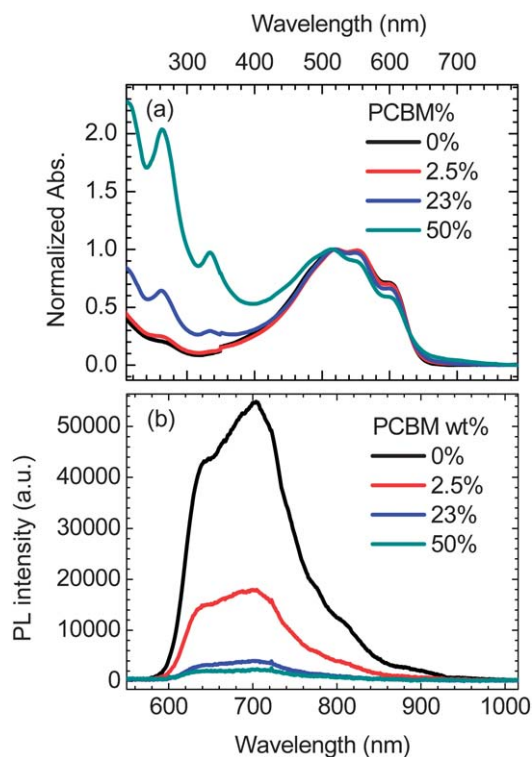 Wavelength (nm)
300 400 500 600 700
(a)
PCBM%
0%
2.5%
23%
50%
2.0
1.5
1.0
0.5
0.0
Normalized Abs.
(b)
PCBM wt%
0%
2.5%
23%
50%
50000
40000
30000
20000
10000
0
PL intensity (a.u.)
600 700 800 900 1000
Wavelength (nm)